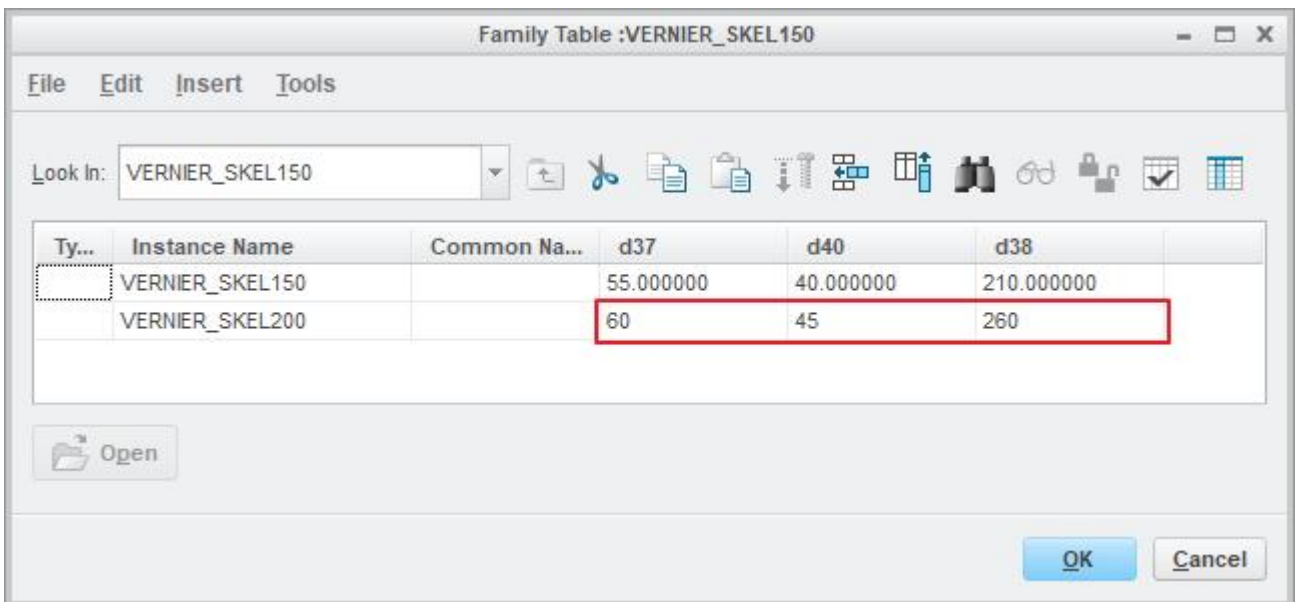 Family Table :VERNIER_SKEL150
File Edit Insert Tools
Look In: VERNIER_SKEL150
Ty... Instance Name Common Na... d37 d40 d38
VERNIER_SKEL150 55.000000 40.000000 210.000000
VERNIER_SKEL200 60 45 260
Open
OK Cancel